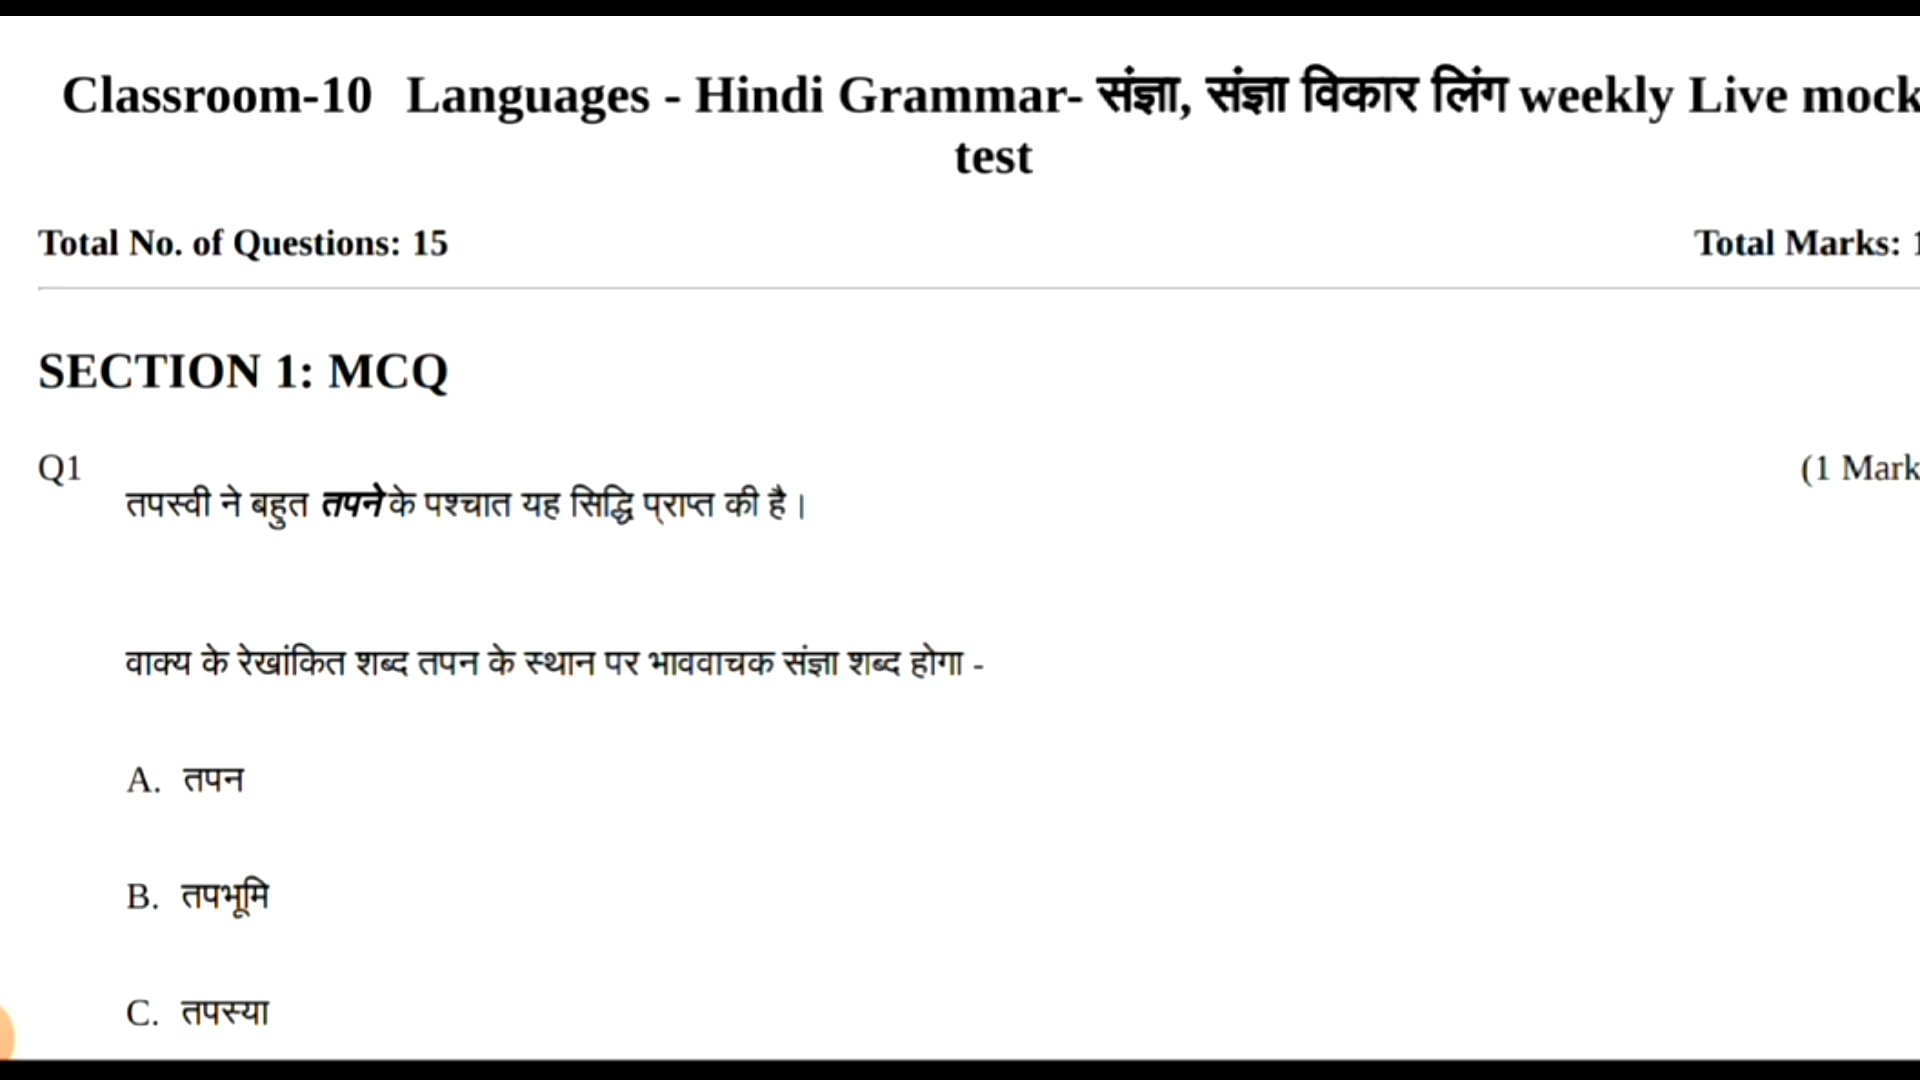 Classroom-10 Languages - Hindi Grammar- संज्ञा, संज्ञा विकार लिंग weekly Live mock
test
Total No. of Questions: 15
Total Marks: 1
SECTION 1: MCQ
Q1
(1 Mark
तपस्वी ने बहुत तपने के पश्चात यह सिद्धि प्राप्त की है।
वाक्य के रेखांकित शब्द तपन के स्थान पर भाववाचक संज्ञा शब्द होगा -
A. तपन
B. तपभूमि
C. तपस्या